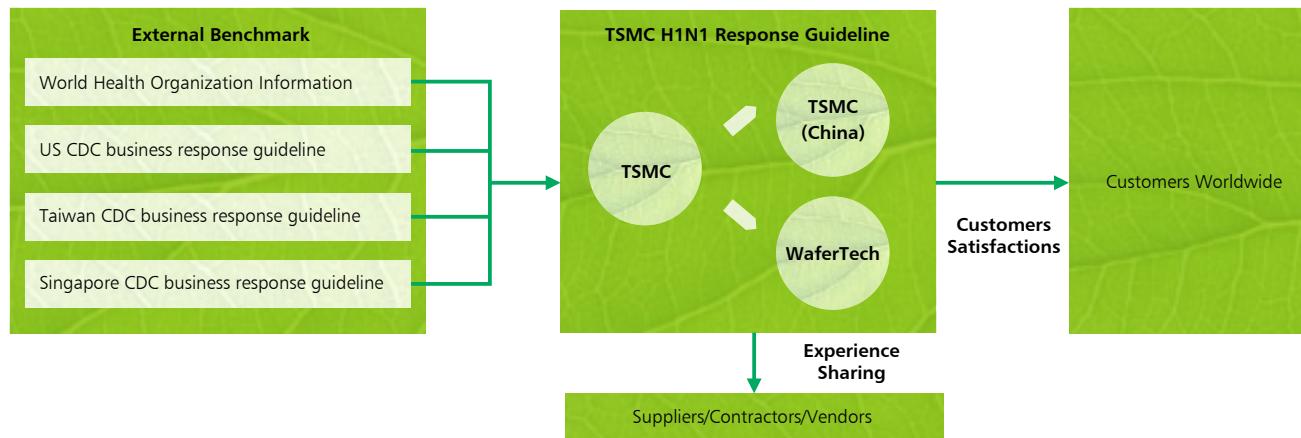 External Benchmark
World Health Organization Information
US CDC business response guideline
Taiwan CDC business response guideline
Singapore CDC business response guideline
TSMC H1N1 Response Guideline
TSMC
TSMC
(China)
WaferTech
Customers
Satisfactions
Customers Worldwide
Experience
Sharing
Suppliers/Contractors/Vendors